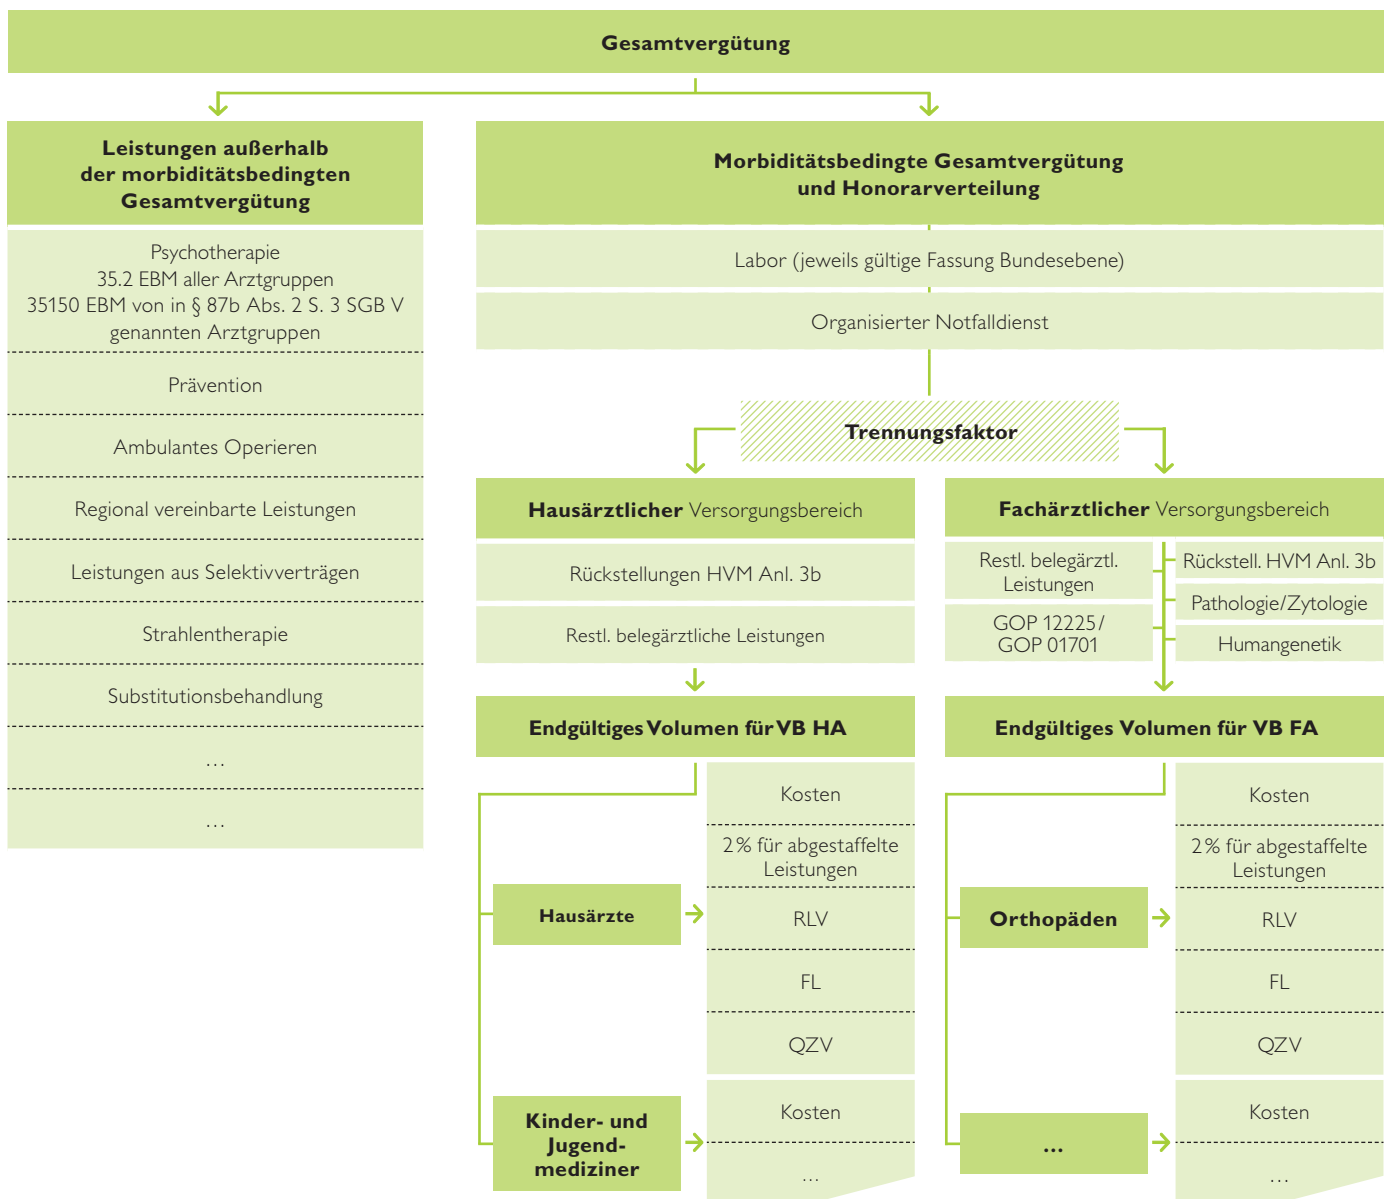 Gesamtvergütung
Leistungen außerhalb
der morbiditätsbedingten
Gesamtvergütung
Psychotherapie
35.2 EBM aller Arztgruppen
35150 EBM von in § 87b Abs. 2 S. 3 SGB V
genannten Arztgruppen
Prävention
Ambulantes Operieren
Regional vereinbarte Leistungen
Leistungen aus Selektivverträgen
Strahlentherapie
Substitutionsbehandlung
…
…
Morbiditätsbedingte Gesamtvergütung
und Honorarverteilung
Labor (jeweils gültige Fassung Bundesebene)
Organisierter Notfalldienst
Trennungsfaktor
Hausärztlicher Versorgungsbereich
Rückstellungen HVM Anl. 3b
Restl. belegärztliche Leistungen
Endgültiges Volumen für VB HA
Hausärzte
Kosten
2% für abgestaffelte
Leistungen
RLV
FL
QZV
Kinder- und
Jugend-
mediziner
Kosten
…
Fachärztlicher Versorgungsbereich
Restl. belegärztl.
Leistungen
GOP 12225/
GOP 01701
Rückstell. HVM Anl. 3b
Pathologie/Zytologie
Humangenetik
Endgültiges Volumen für VB FA
Orthopäden
Kosten
2% für abgestaffelte
Leistungen
RLV
FL
QZV
…
Kosten
…